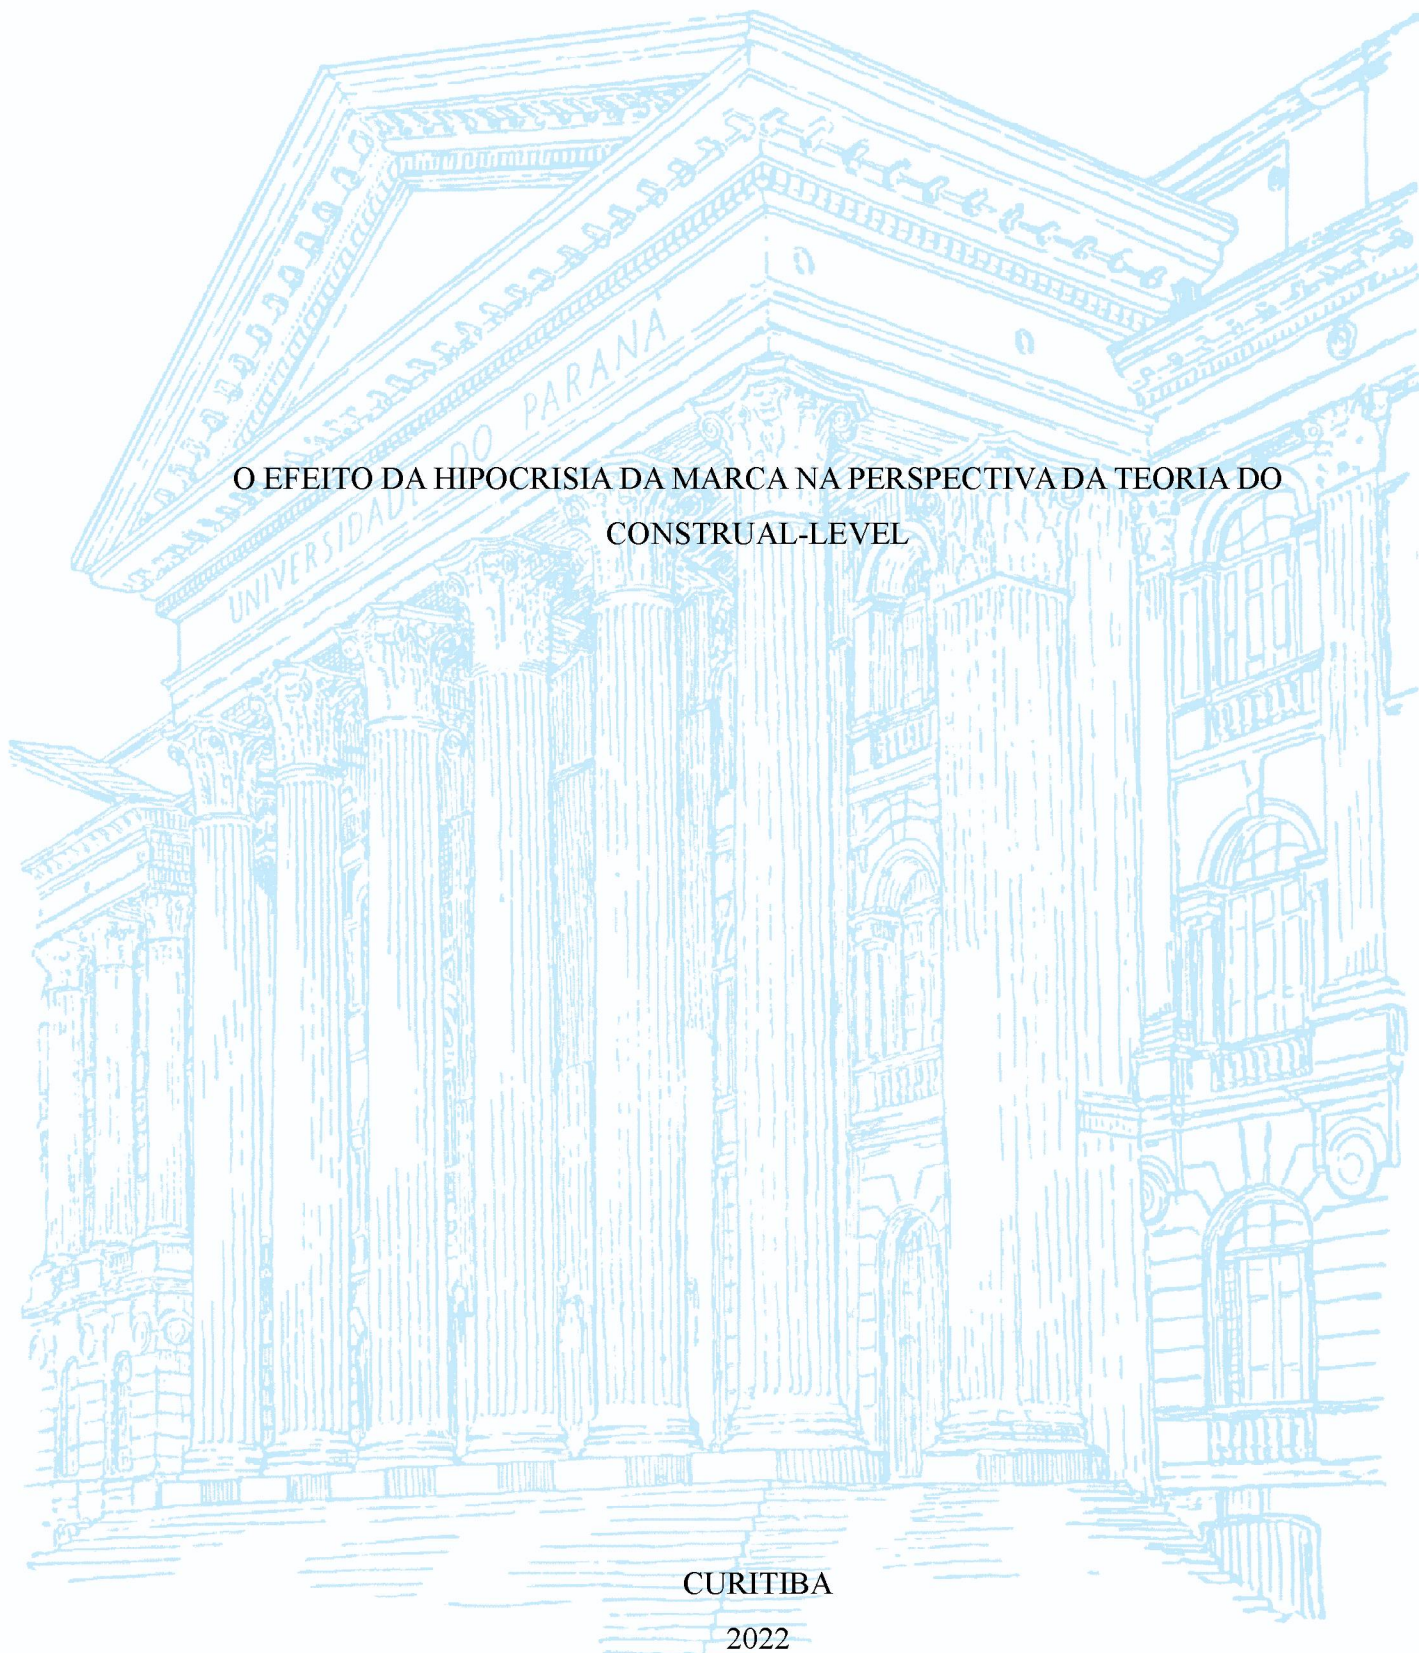 UNIVERSIDADE DO PARANÁ
O EFEITO DA HIPOCRISIA DA MARCA NA PERSPECTIVA DA TEORIA DO
CONSTRUAL-LEVEL
CURITIBA
2022